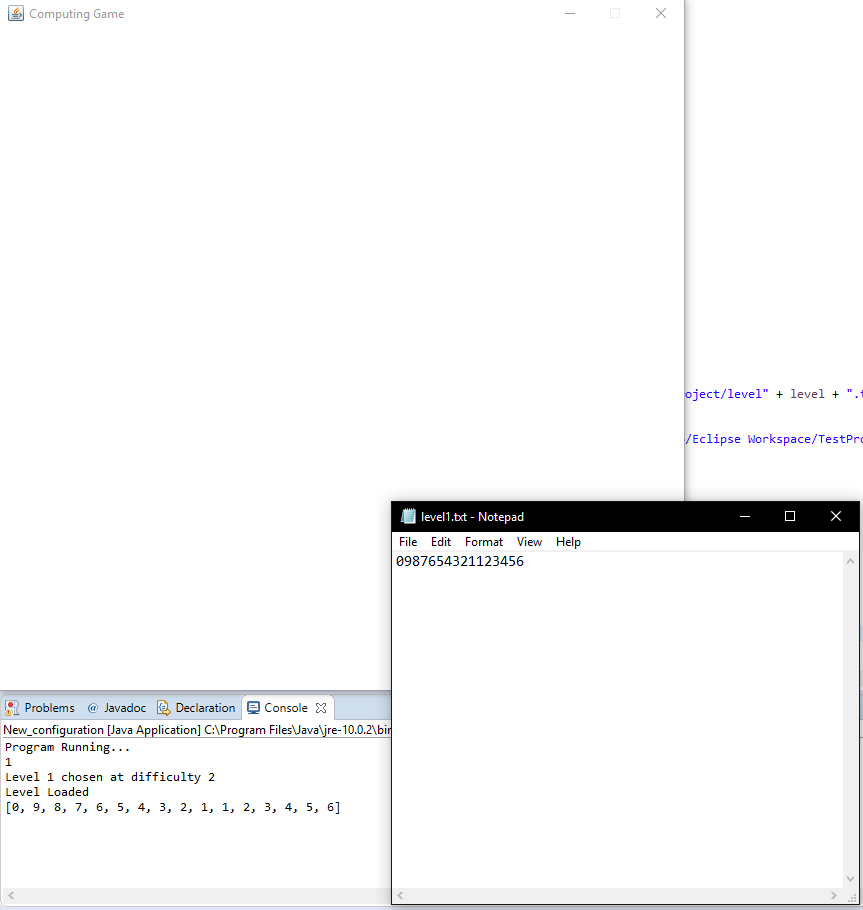 Computing Game
oject/level" + level + ".t
/Eclipse Workspace/TestPro
level1.txt - Notepad
File Edit Format View Help
0987654321123456
Problems @ Javadoc Declaration Console
New_configuration [Java Application] C:\Program Files\Java\jre-10.0.2\bin
Program Running...
1
Level 1 chosen at difficulty 2
Level Loaded
[0, 9, 8, 7, 6, 5, 4, 3, 2, 1, 1, 2, 3, 4, 5, 6]